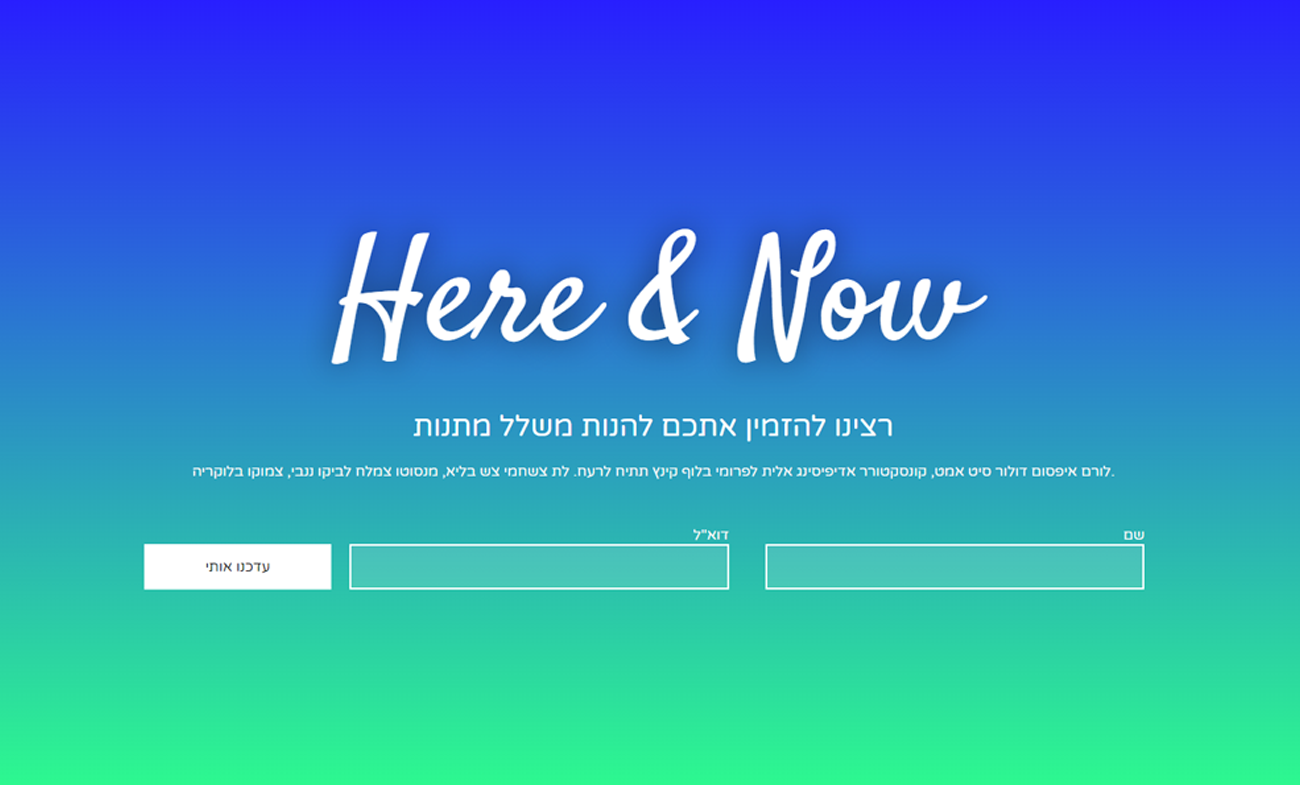 Here & Now
רצינו להזמין אתכם להנות משלל מתנות
לורם איפסום דולור סיט אמט, קונסקטורר אדיפיסינג אלית לפרומי בלוף קינץ תתיח לרעח. לת צשחמי צש בליא, מנסוטו צמלח לביקו ננבי, צמוקו בלוקריה.
שם
דוא"ל
עדכנו אותי